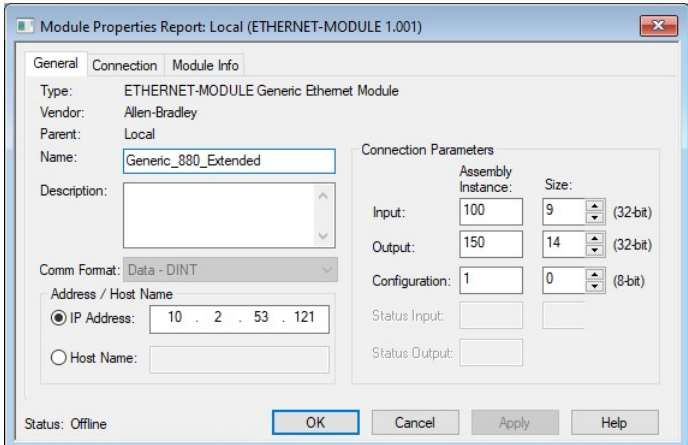 Module Properties Report: Local (ETHERNET-MODULE 1.001)
General Connection Module Info
Type: ETHERNET-MODULE Generic Ethernet Module
Vendor: Allen-Bradley
Parent: Local
Name: Generic_880_Extended
Description:
Comm Format: Data - DINT
Address / Host Name
IP Address: 10 . 2 . 53 . 121
Host Name:
Connection Parameters
Assembly
Instance: Size:
Input: 100 9 (32-bit)
Output: 150 14 (32-bit)
Configuration: 1 0 (8-bit)
Status Input:
Status Output:
Status: Offline
OK Cancel Apply Help